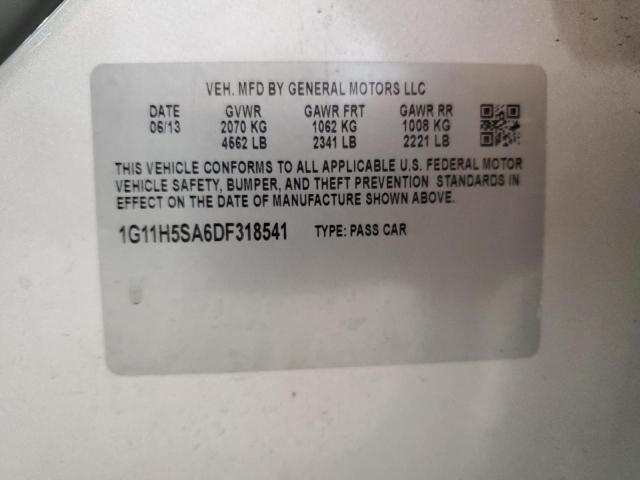 VEH. MFD BY GENERAL MOTORS LLC
DATE GVWR GAWR FRT GAWR RR
06/13 2070 KG 1062 KG 1008 KG
4562 LB 2341 LB 2221 LB
THIS VEHICLE CONFORMS TO ALL APPLICABLE U.S. FEDERAL MOTOR
VEHICLE SAFETY, BUMPER, AND THEFT PREVENTION STANDARDS IN
EFFECT ON THE DATE OF MANUFACTURE SHOWN ABOVE.
1G11H5SA6DF318541 TYPE: PASS CAR